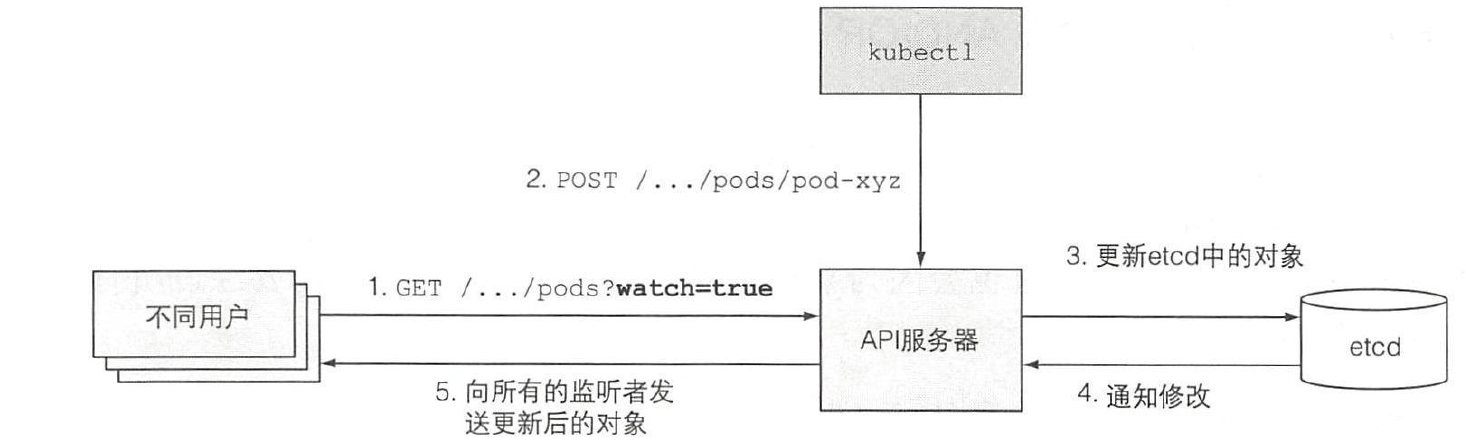 kubectl
2. POST /.../pods/pod-xyz
3. 更新etcd中的对象
1. GET /.../pods?watch=true
不同用户
API服务器
etcd
5. 向所有的监听者发
送更新后的对象
4. 通知修改